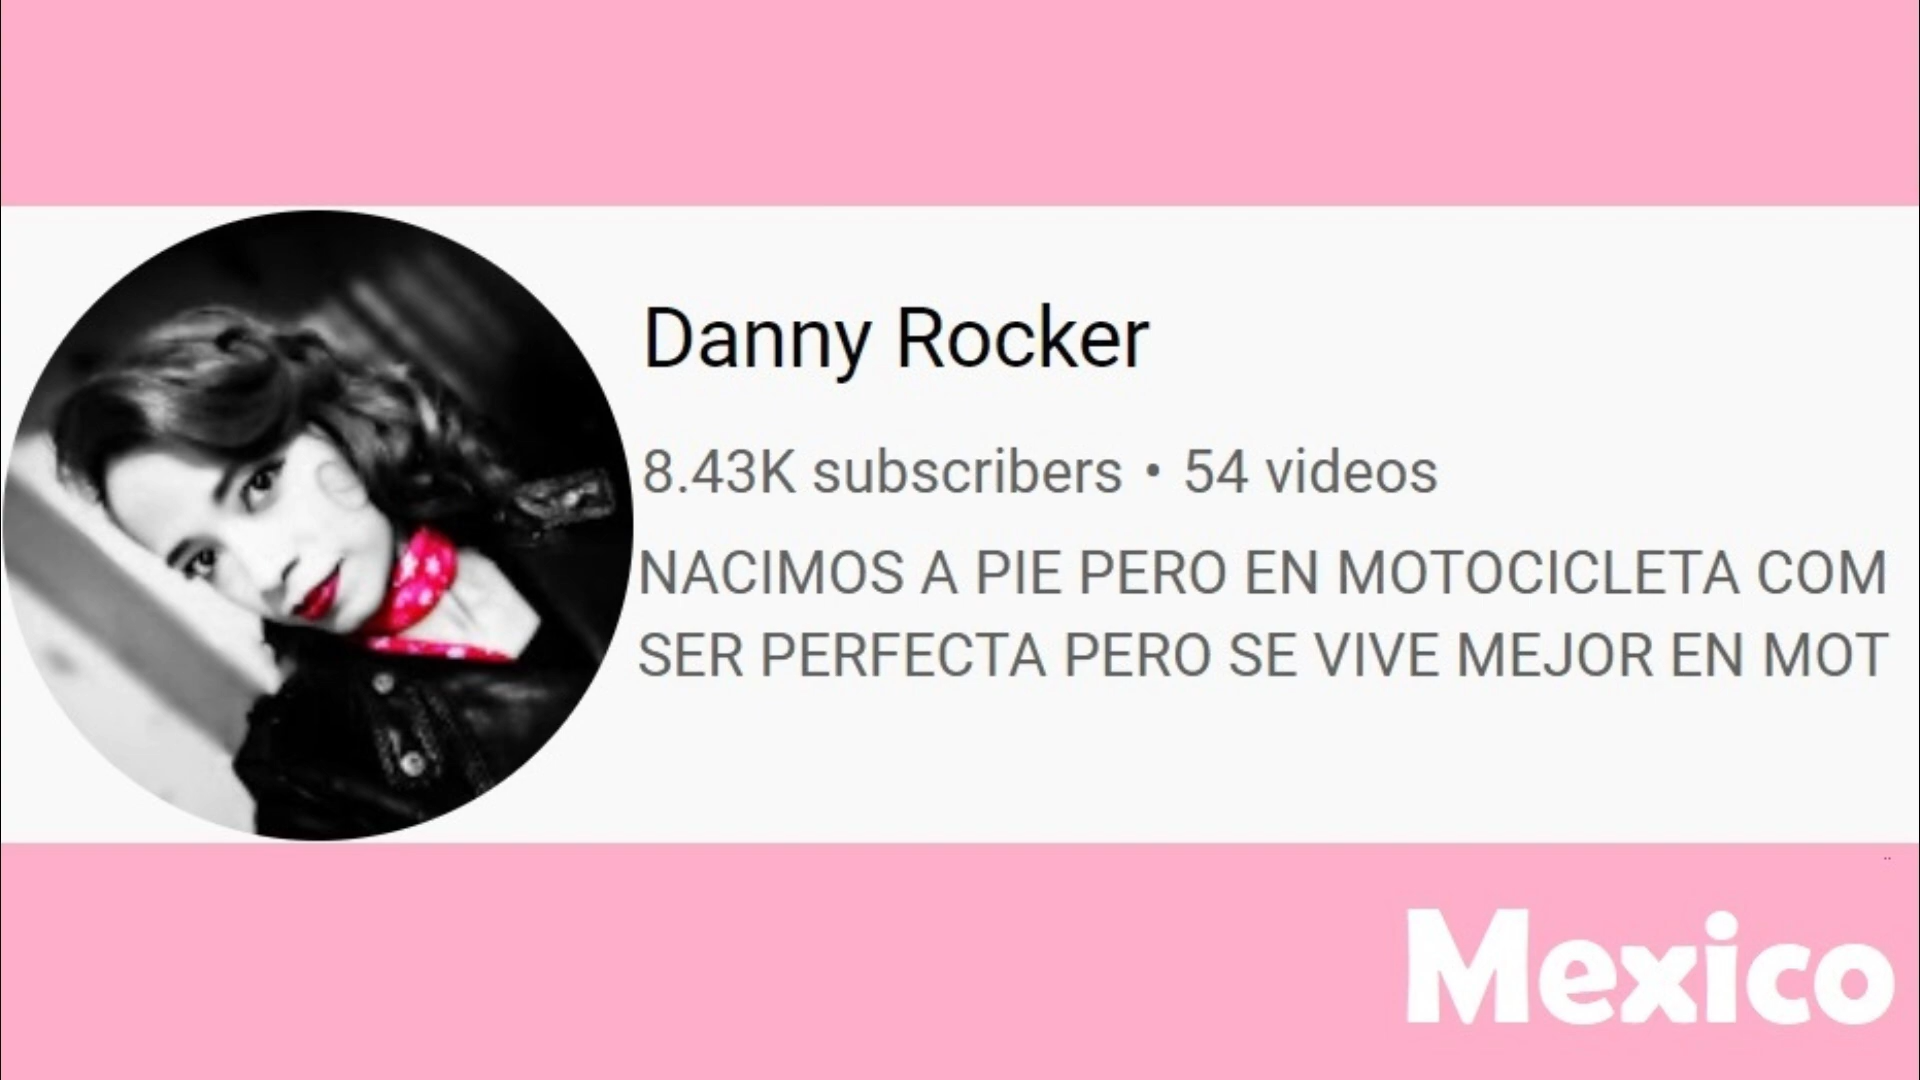 Danny Rocker
8.43K subscribers • 54 videos
NACIMOS A PIE PERO EN MOTOCICLETA COM
SER PERFECTA PERO SE VIVE MEJOR EN MOT
Mexico